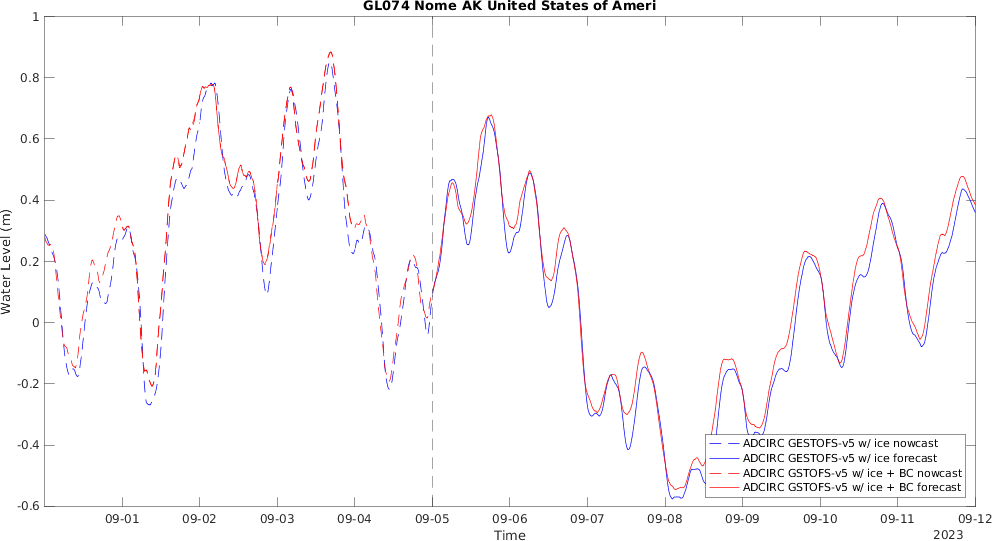 GL074 Nome AK United States of Ameri
1
0.8
0.6
0.4
0.2
0
-0.2
-0.4
-0.6
Water Level (m)
ADCIRC GESTOFS-v5 w/ ice nowcast
ADCIRC GESTOFS-v5 w/ ice forecast
ADCIRC GSTOFS-v5 w/ ice + BC nowcast
ADCIRC GSTOFS-v5 w/ ice + BC forecast
09-01 09-02 09-03 09-04 09-05 09-06 09-07 09-08 09-09 09-10 09-11 09-12
Time
2023